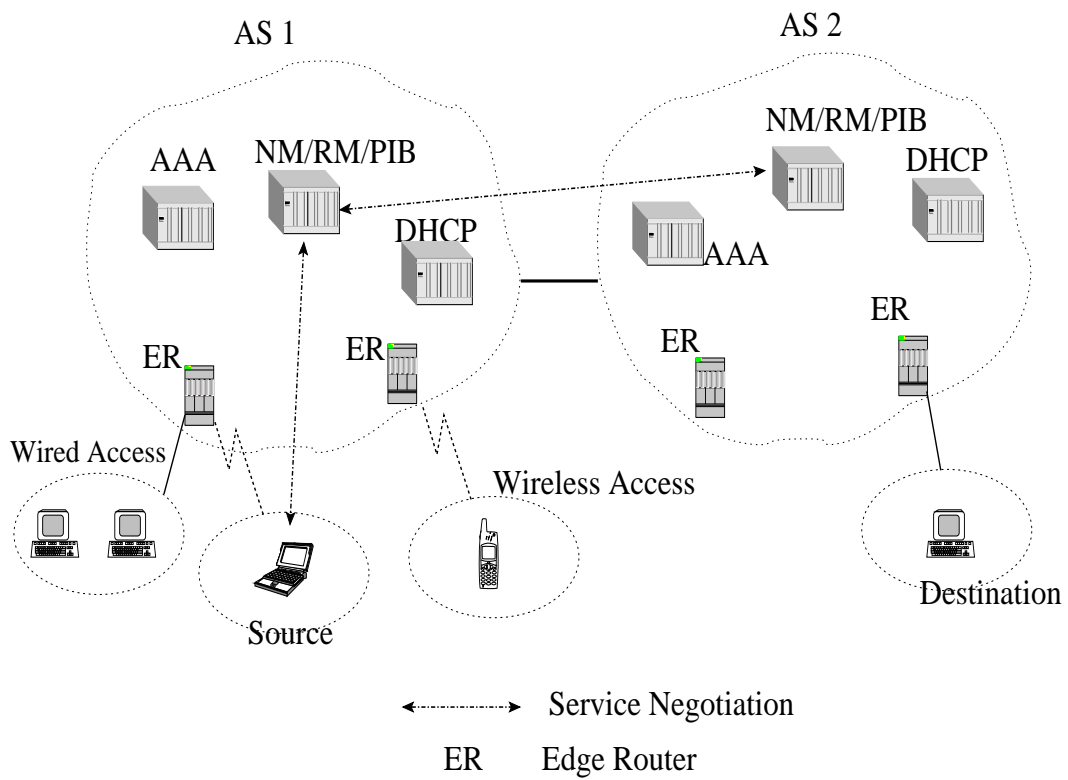 AS 1
AS 2
AAA
NM/RM/PIB
DHCP
NM/RM/PIB
DHCP
AAA
ER
ER
ER
ER
Wired Access
Wireless Access
Source
Destination
Service Negotiation
ER Edge Router